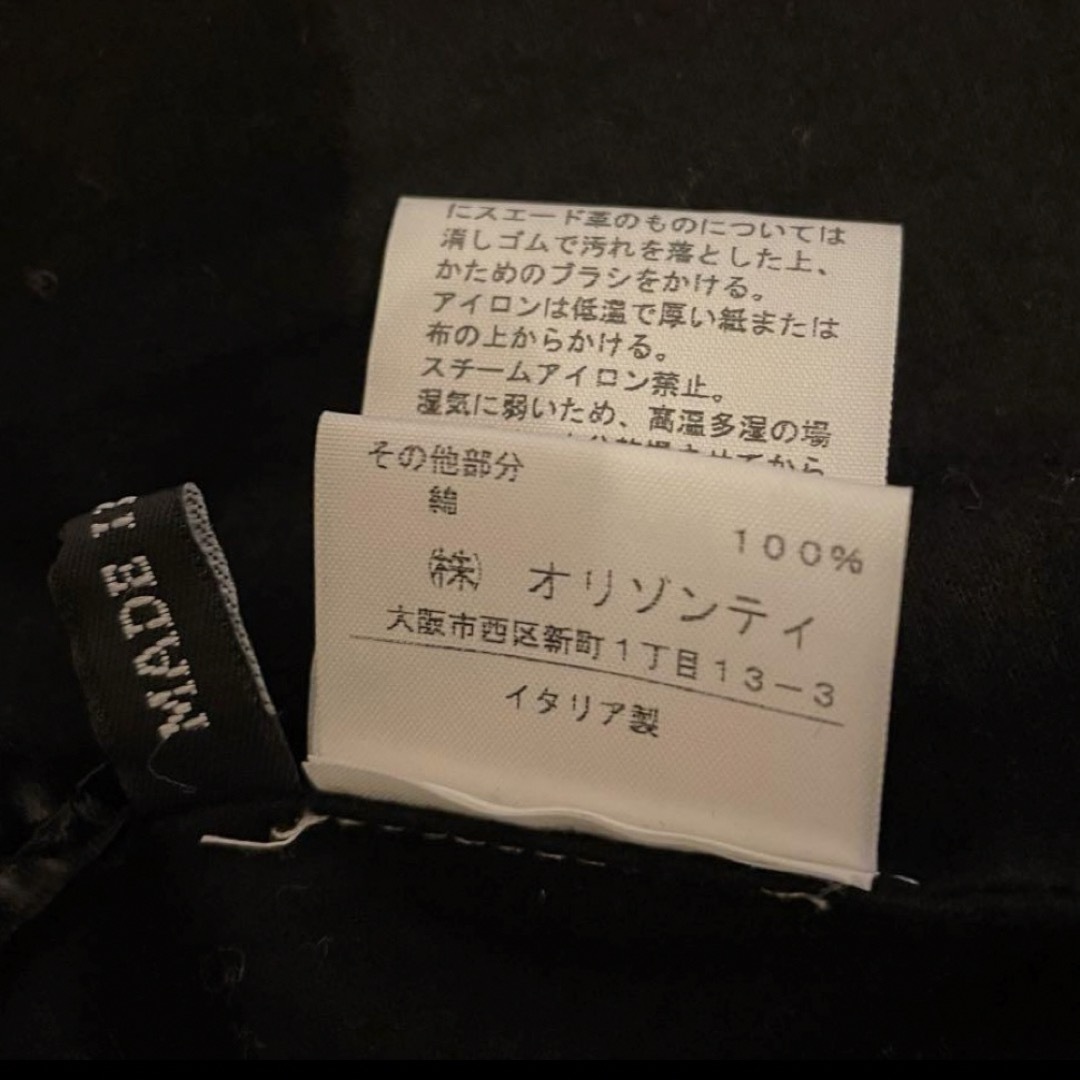 にスエード革のものについては
消しゴムで汚れを落とした上、
かためのブラシをかける。
アイロンは低温で厚い紙または
布の上からかける。
スチームアイロン禁止。
湿気に弱いため、高温多湿の場
させてから
その他部分
綿
100%
㈱ オリゾンティ
大阪市西区新町1丁目13-3
イタリア製
MADE